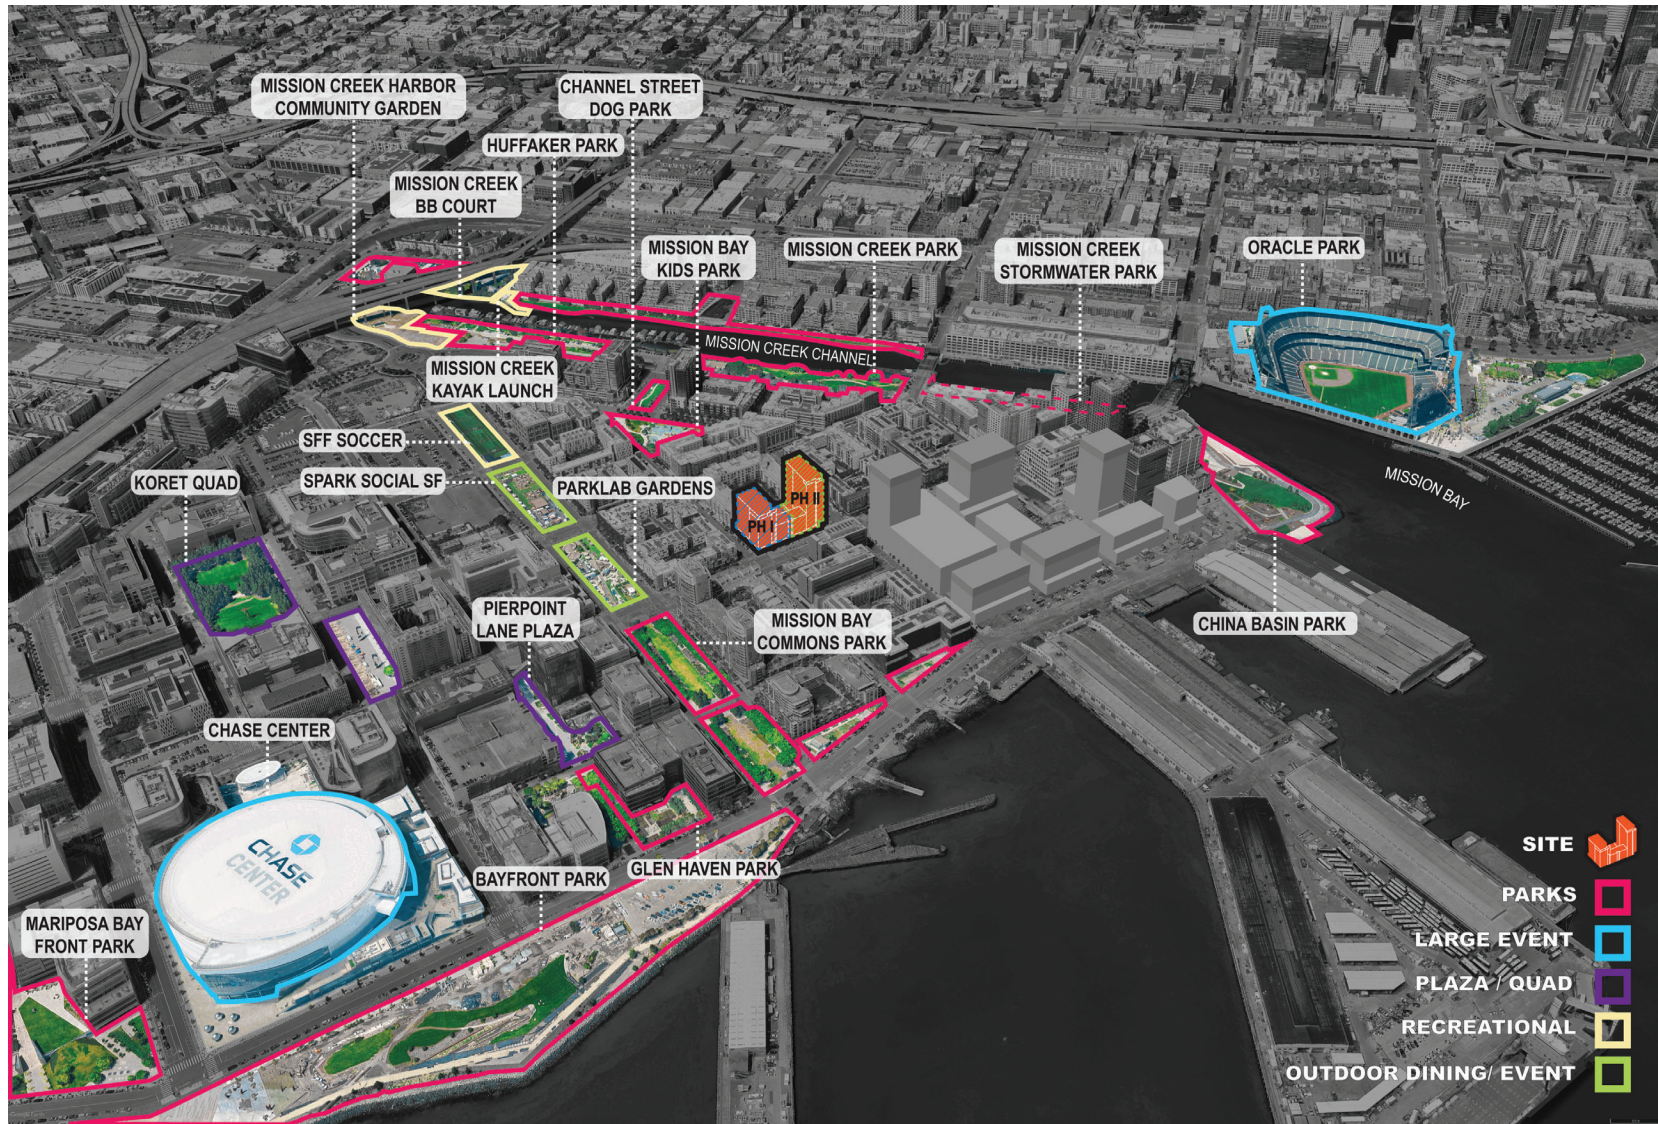 MISSION CREEK HARBOR
COMMUNITY GARDEN
CHANNEL STREET
DOG PARK
HUFFAKER PARK
MISSION CREEK
BB COURT
MISSION BAY
KIDS PARK
MISSION CREEK PARK
MISSION CREEK
STORMWATER PARK
ORACLE PARK
MISSION CREEK CHANNEL
MISSION CREEK
KAYAK LAUNCH
SFF SOCCER
SPARK SOCIAL SF
KORET QUAD
PARKLAB GARDENS
PH I
PH II
MISSION BAY
PIERPOINT
LANE PLAZA
MISSION BAY
COMMONS PARK
CHINA BASIN PARK
CHASE CENTER
CHASE
CENTER
BAYFRONT PARK
GLEN HAVEN PARK
MARIPOSA BAY
FRONT PARK
SITE
PARKS
LARGE EVENT
PLAZA / QUAD
RECREATIONAL
OUTDOOR DINING/ EVENT